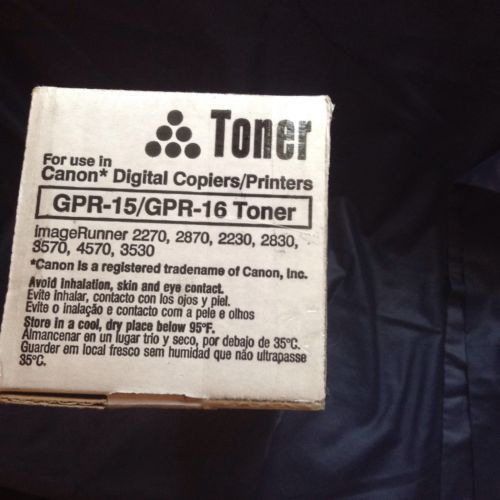 Toner
For use in
Canon* Digital Copiers/Printers
GPR-15/GPR-16 Toner
imageRunner 2270, 2870, 2230, 2830,
3570, 4570, 3530
*Canon is a registered tradename of Canon, Inc.
Avoid Inhalation, skin and eye contact.
Evite inhalar, contacto con los ojos y piel.
Evite o inalação e contacto com a pele e olhos
Store in a cool, dry place below 95°F.
Almancenar en un lugar trio y seco, por debajo de 35°C.
Guarder em local fresco sem humidade que não ultrapasse
35°C.